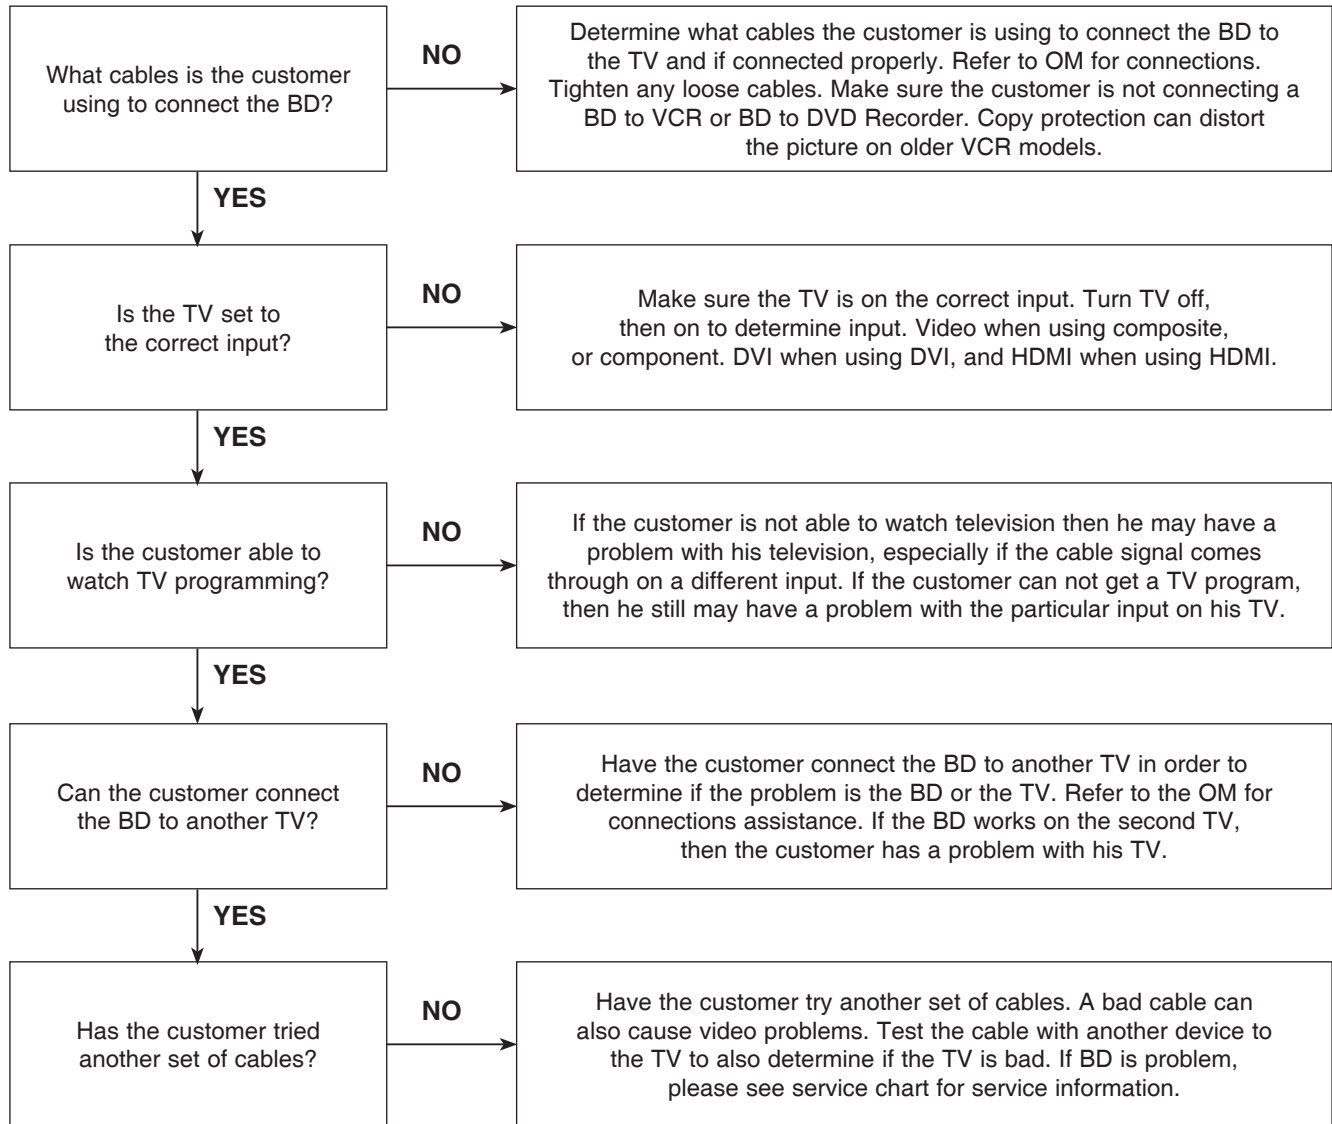 What cables is the customer
using to connect the BD?
NO
Determine what cables the customer is using to connect the BD to
the TV and if connected properly. Refer to OM for connections.
Tighten any loose cables. Make sure the customer is not connecting a
BD to VCR or BD to DVD Recorder. Copy protection can distort
the picture on older VCR models.
YES
Is the TV set to
the correct input?
NO
Make sure the TV is on the correct input. Turn TV off,
then on to determine input. Video when using composite,
or component. DVI when using DVI, and HDMI when using HDMI.
YES
Is the customer able to
watch TV programming?
NO
If the customer is not able to watch television then he may have a
problem with his television, especially if the cable signal comes
through on a different input. If the customer can not get a TV program,
then he still may have a problem with the particular input on his TV.
YES
Can the customer connect
the BD to another TV?
NO
Have the customer connect the BD to another TV in order to
determine if the problem is the BD or the TV. Refer to the OM for
connections assistance. If the BD works on the second TV,
then the customer has a problem with his TV.
YES
Has the customer tried
another set of cables?
NO
Have the customer try another set of cables. A bad cable can
also cause video problems. Test the cable with another device to
the TV to also determine if the TV is bad. If BD is problem,
please see service chart for service information.